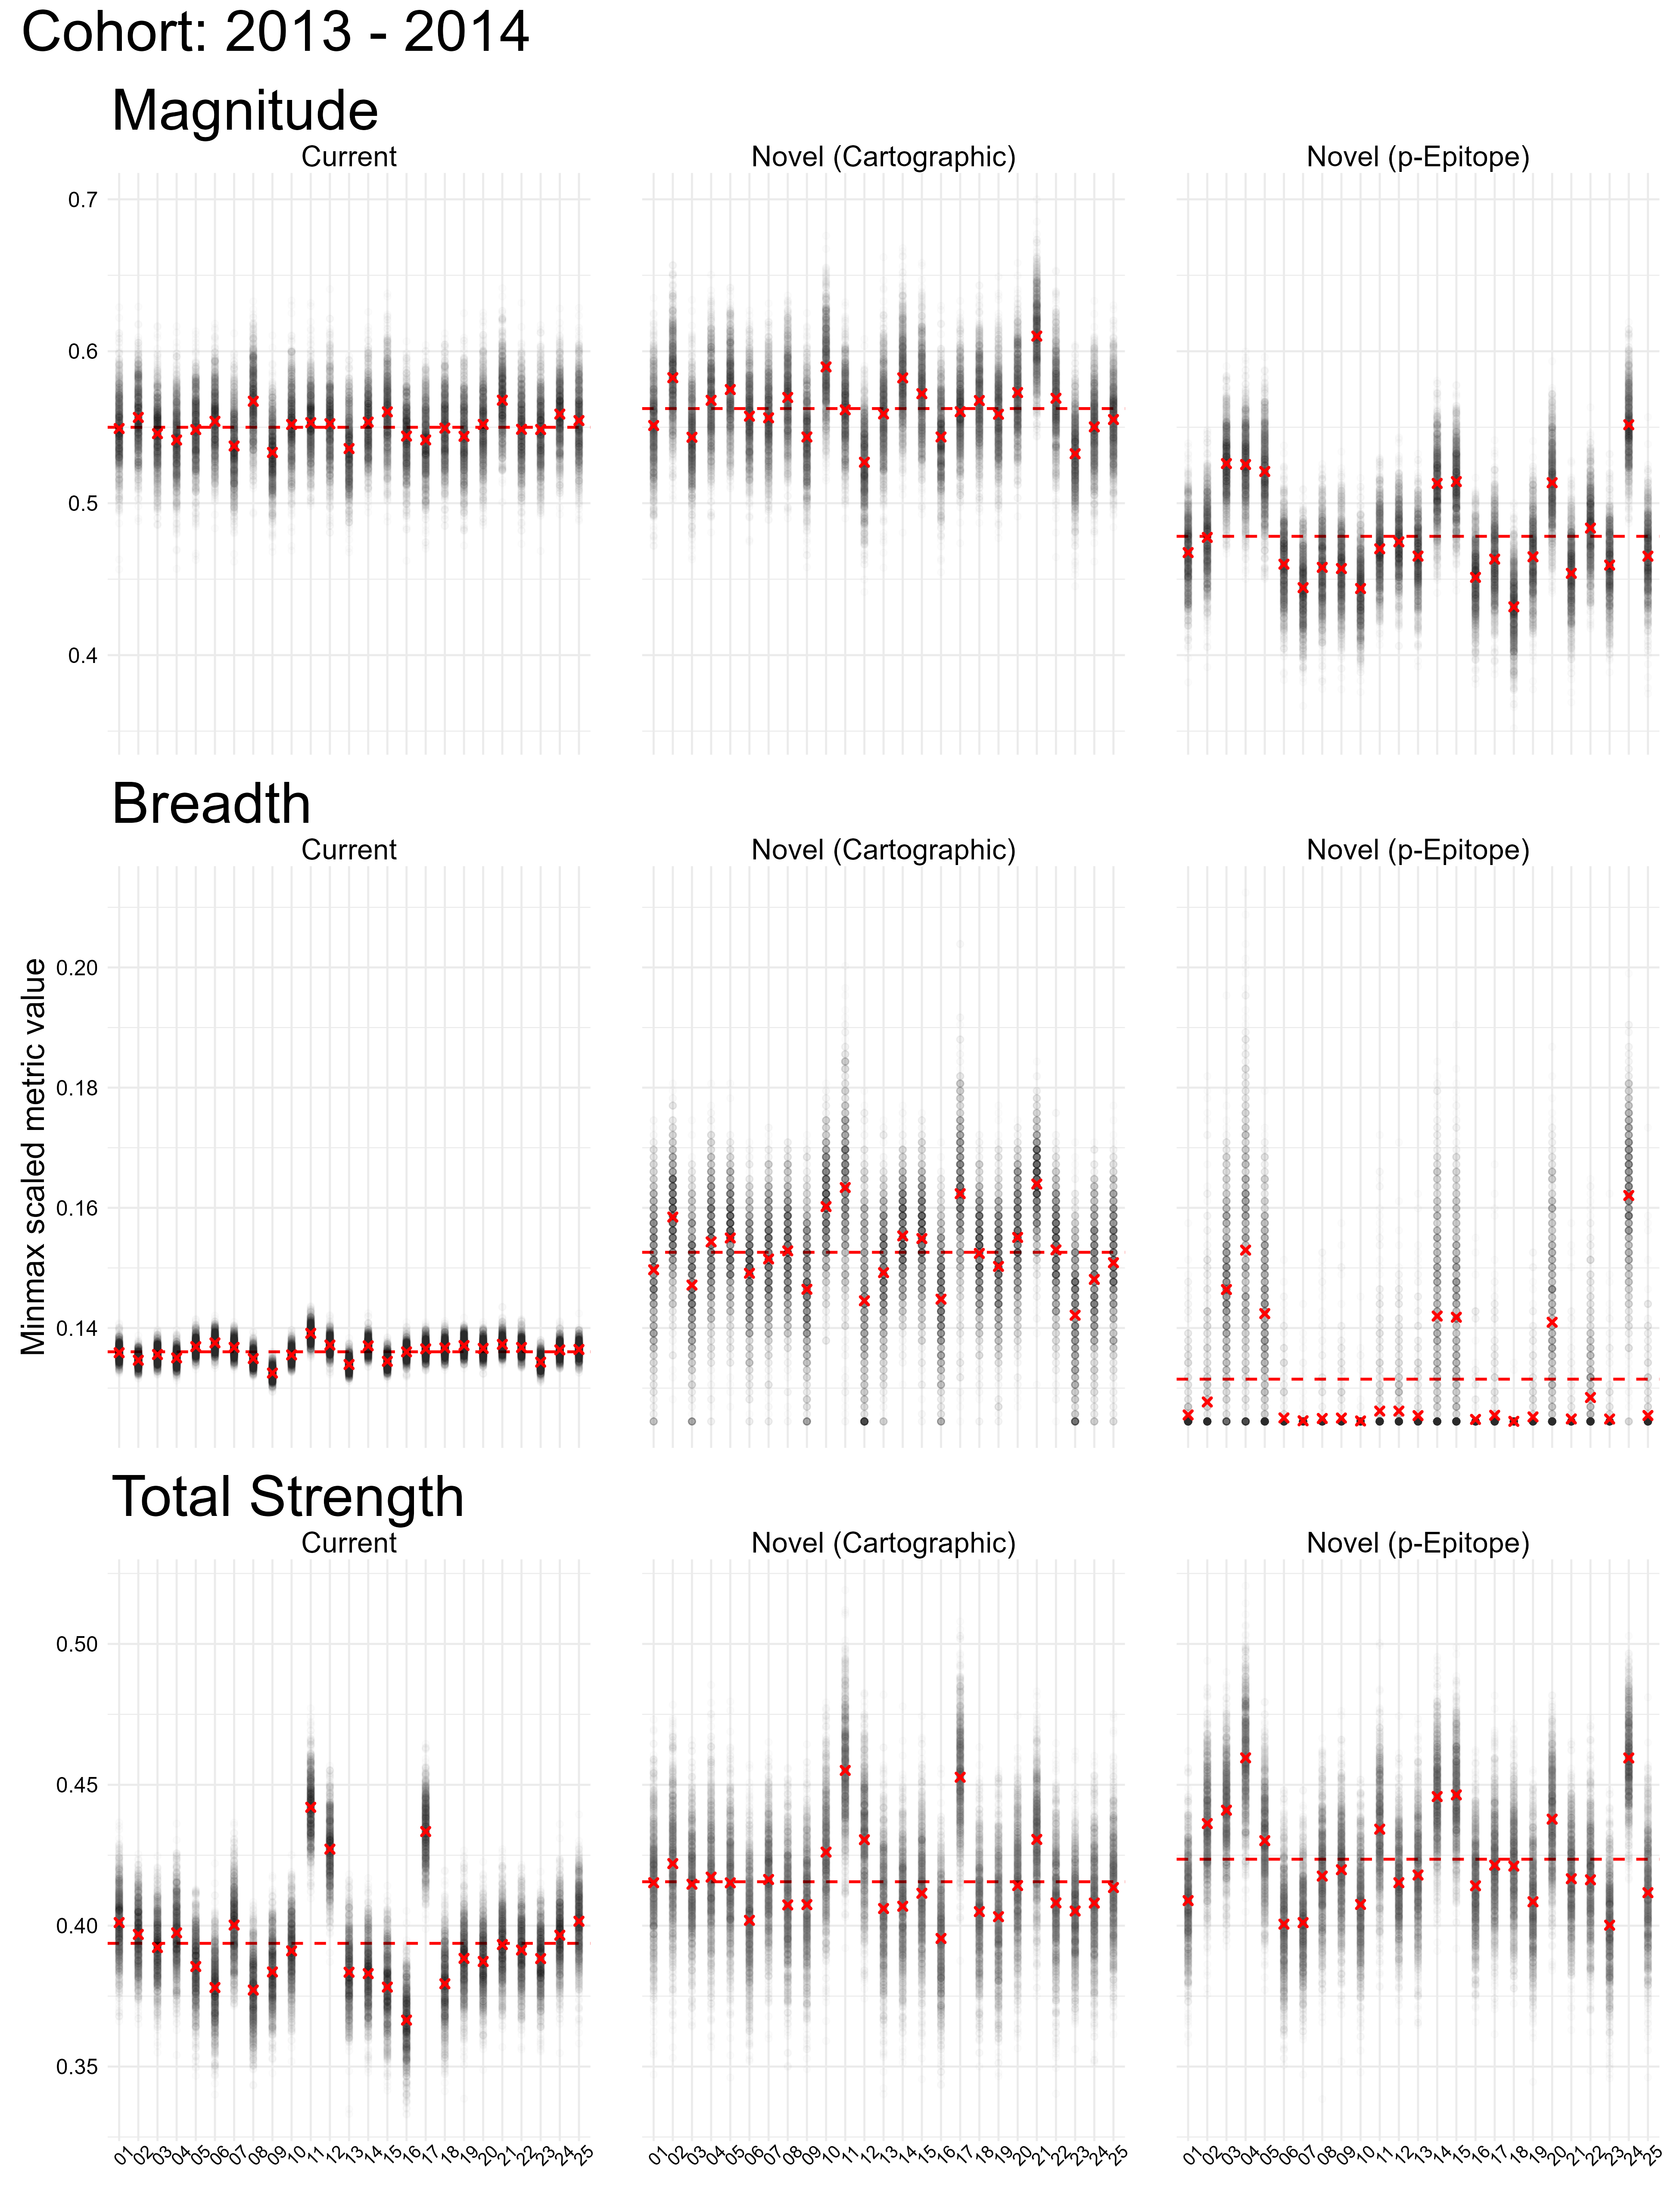 Cohort: 2013 - 2014
Magnitude
Current Novel (Cartographic) Novel (p-Epitope)
0.7
0.6
0.5
0.4
Breadth
Current Novel (Cartographic) Novel (p-Epitope)
Minmax scaled metric value
0.20
0.18
0.16
0.14
Total Strength
Current Novel (Cartographic) Novel (p-Epitope)
0.50
0.45
0.40
0.35
01 02 03 04 05 06 07 08 09 10 11 12 13 14 15 16 17 18 19 20 21 22 23 24 25 01 02 03 04 05 06 07 08 09 10 11 12 13 14 15 16 17 18 19 20 21 22 23 24 25 01 02 03 04 05 06 07 08 09 10 11 12 13 14 15 16 17 18 19 20 21 22 23 24 25